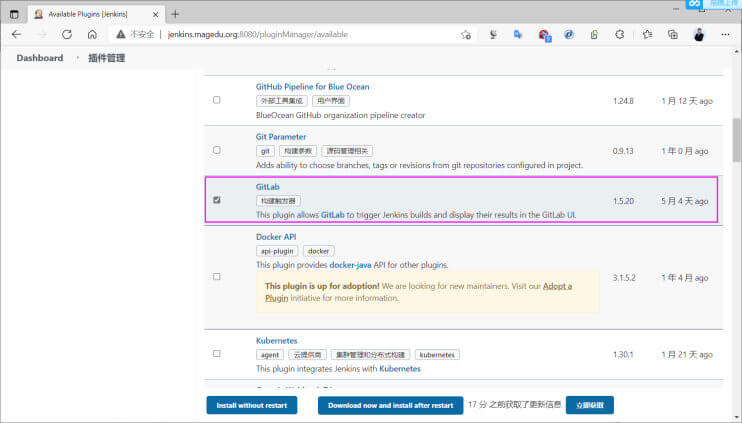 拖拽上传
Available Plugins [Jenkins]
不安全 | jenkins.magedu.org:8080/pluginManager/available
Dashboard › 插件管理
GitHub Pipeline for Blue Ocean
外部工具集成 用户界面
1.24.8 1 月 12 天 ago
BlueOcean GitHub organization pipeline creator
Git Parameter
git 构建参数 源码管理相关
0.9.13 1 年 0 月 ago
Adds ability to choose branches, tags or revisions from git repositories configured in project.
GitLab
构建触发器
1.5.20 5 月 4 天 ago
This plugin allows GitLab to trigger Jenkins builds and display their results in the GitLab UI.
Docker API
api-plugin docker
This plugin provides docker-java API for other plugins.
3.1.5.2 1 年 4 月 ago
This plugin is up for adoption! We are looking for new maintainers. Visit our Adopt a
Plugin initiative for more information.
Kubernetes
agent 云提供商 集群管理和分布式构建 kubernetes
1.30.1 1 月 21 天 ago
This plugin integrates Jenkins with Kubernetes
Install without restart Download now and install after restart 17 分 之前获取了更新信息 立即获取